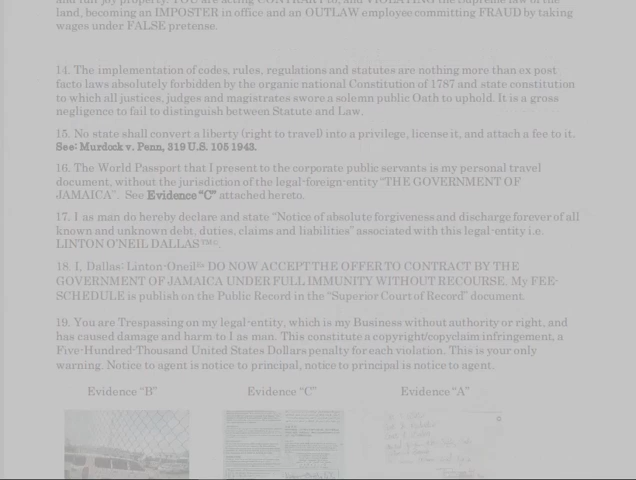 land, becoming an IMPOSTER in office and an OUTLAW employee committing FRAUD by taking
wages under FALSE pretense.
14. The implementation of codes, rules, regulations and statutes are nothing more than ex post
facto laws absolutely forbidden by the organic national Constitution of 1787 and state constitution
to which all justices, judges and magistrates swore a solemn public Oath to uphold. It is a gross
negligence to fail to distinguish between Statute and Law.
15. No state shall convert a liberty (right to travel) into a privilege, license it, and attach a fee to it.
See: Murdock v. Penn, 319 U.S. 105 1943.
16. The World Passport that I present to the corporate public servants is my personal travel
document, without the jurisdiction of the legal-foreign-entity “THE GOVERNMENT OF
JAMAICA”. See Evidence “C” attached hereto.
17. I as man do hereby declare and state “Notice of absolute forgiveness and discharge forever of all
known and unknown debt, duties, claims and liabilities” associated with this legal-entity i.e.
LINTON O’NEIL DALLAS
18. I, Dallas: Linton-Oneil DO NOW ACCEPT THE OFFER TO CONTRACT BY THE
GOVERNMENT OF JAMAICA UNDER FULL IMMUNITY WITHOUT RECOURSE. My FEE-
SCHEDULE is publish on the Public Record in the “Superior Court of Record” document.
19. You are Trespassing on my legal-entity, which is my Business without authority or right, and
has caused damage and harm to I as man. This constitute a copyright/copyclaim infringement, a
Five-Hundred-Thousand United States Dollars penalty for each violation. This is your only
warning. Notice to agent is notice to principal, notice to principal is notice to agent.
Evidence “B” Evidence “C” Evidence “A”